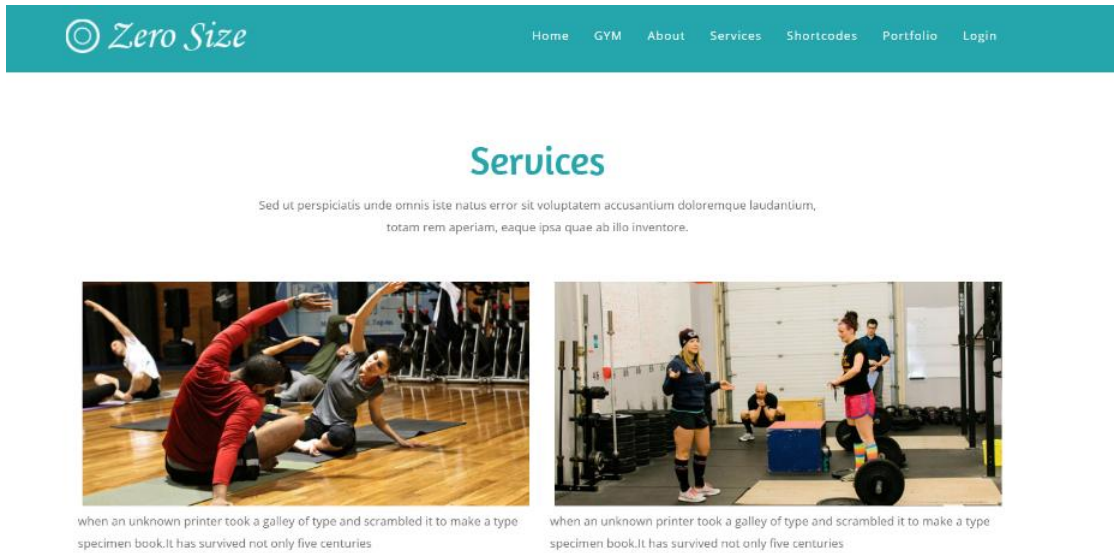 Zero Size
Home GYM About Services Shortcodes Portfolio Login
Services
Sed ut perspiciatis unde omnis iste natus error sit voluptatem accusantium doloremque laudantium,
totam rem aperiam, eaque ipsa quae ab illo inventore.
when an unknown printer took a galley of type and scrambled it to make a type
specimen book.It has survived not only five centuries
when an unknown printer took a galley of type and scrambled it to make a type
specimen book.It has survived not only five centuries